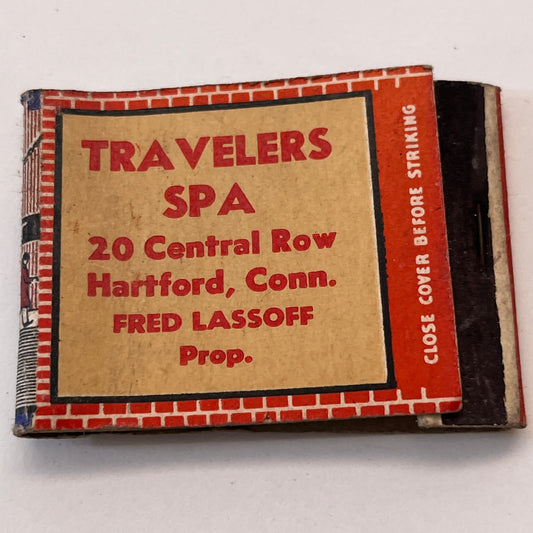 TRAVELERS
SPA
20 Central Row
Hartford, Conn.
FRED LASSOFF
Prop.
CLOSE COVER BEFORE STRIKING